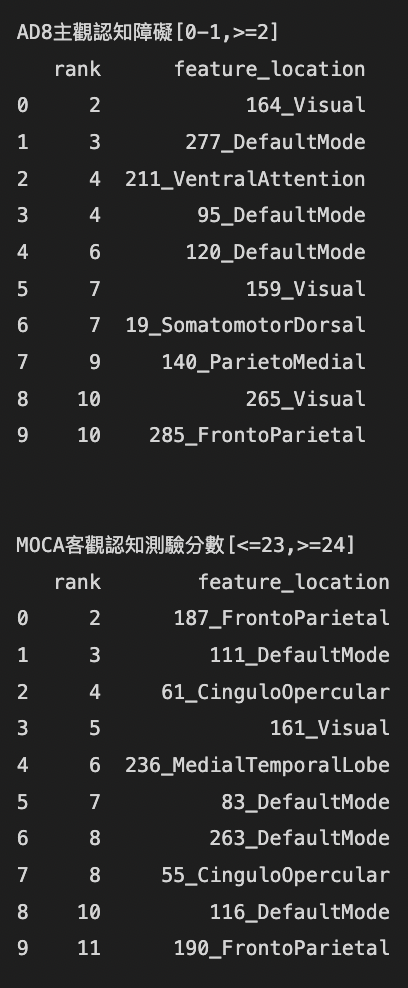 AD8主觀認知障礙[0-1,>=2]
rank feature_location
0 2 164_Visual
1 3 277_DefaultMode
2 4 211_VentralAttention
3 4 95_DefaultMode
4 6 120_DefaultMode
5 7 159_Visual
6 7 19_SomatomotorDorsal
7 9 140_ParietoMedial
8 10 265_Visual
9 10 285_FrontoParietal
MOCA客觀認知測驗分數[<=23,>=24]
rank feature_location
0 2 187_FrontoParietal
1 3 111_DefaultMode
2 4 61_CinguloOpercular
3 5 161_Visual
4 6 236_MedialTemporalLobe
5 7 83_DefaultMode
6 8 263_DefaultMode
7 8 55_CinguloOpercular
8 10 116_DefaultMode
9 11 190_FrontoParietal